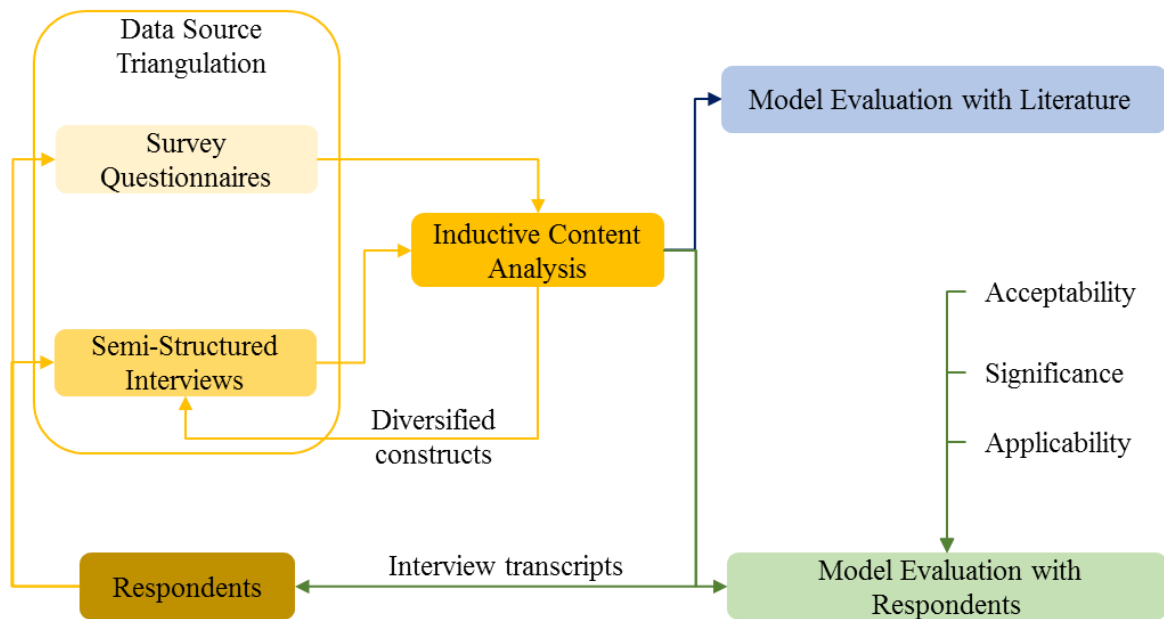 Data Source
Triangulation
Survey
Questionnaires
Semi-Structured
Interviews
Inductive Content
Analysis
Diversified
constructs
Respondents
Interview transcripts
Model Evaluation with Literature
Acceptability
Significance
Applicability
Model Evaluation with
Respondents